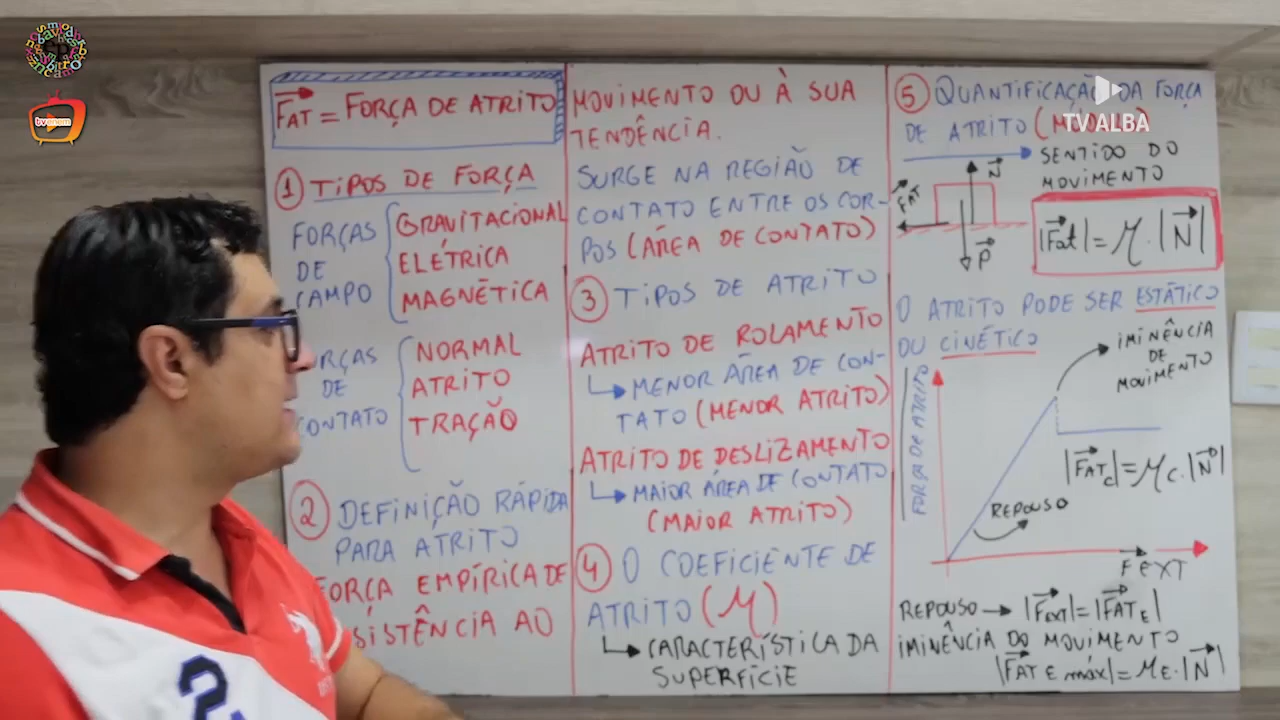 tvenem
TV ALBA
FAT = FORÇA DE ATRITO
1 TIPOS DE FORÇA
FORÇAS
DE
CAMPO
GRAVITACIONAL
ELÉTRICA
MAGNÉTICA
DE
NORMAL
ATRITO
TRAÇÃO
2 DEFINIÇÃO RÁPIDA
PARA ATRITO
EMPÍRICA DE
AO
MOVIMENTO OU À SUA
TENDÊNCIA.
SURGE NA REGIÃO DE
CONTATO ENTRE OS COR-
POS (ÁREA DE CONTATO)
3 TIPOS DE ATRITO
ATRITO DE ROLAMENTO
↳ MENOR ÁREA DE CON-
TATO (MENOR ATRITO)
ATRITO DE DESLIZAMENTO
↳ MAIOR ÁREA DE CONTATO
(MAIOR ATRITO)
4 O COEFICIENTE DE
ATRITO (μ)
↳ CARACTERÍSTICA DA
SUPERFÍCIE
5 QUANTIFICAÇÃO DA FORÇA
DE ATRITO
SENTIDO DO
MOVIMENTO
FAT
N
P
|Fat| = μ . |N|
O ATRITO PODE SER ESTÁTICO
OU CINÉTICO
FORÇA DE ATRITO
IMINÊNCIA
DE
MOVIMENTO
|FATc| = μc . |N|
REPOUSO
F EXT
REPOUSO → |Fext| = |FATE|
IMINÊNCIA DO MOVIMENTO
|FAT E máx| = μE . |N|